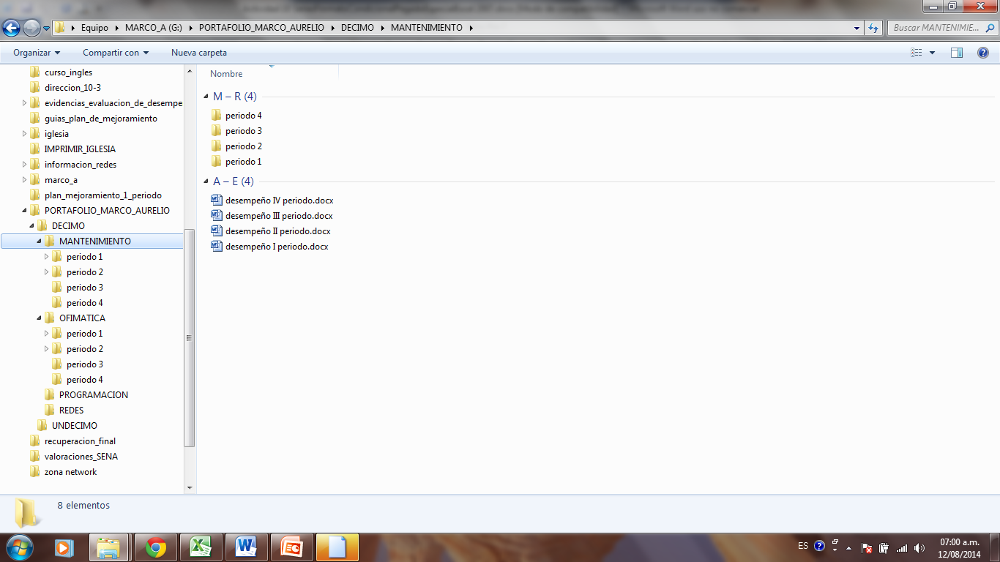 Equipo MARCO_A (G:) PORTAFOLIO_MARCO_AURELIO DECIMO MANTENIMIENTO
Buscar MANTENIMIE...
Organizar Compartir con Nueva carpeta
curso_ingles
direccion_10-3
evidencias_evaluacion_de_desempe
guias_plan_de_mejoramiento
iglesia
IMPRIMIR_IGLESIA
informacion_redes
marco_a
plan_mejoramiento_1_periodo
PORTAFOLIO_MARCO_AURELIO
DECIMO
MANTENIMIENTO
periodo 1
periodo 2
periodo 3
periodo 4
OFIMATICA
periodo 1
periodo 2
periodo 3
periodo 4
PROGRAMACION
REDES
UNDECIMO
recuperacion_final
valoraciones_SENA
zona network
Nombre
M – R (4)
periodo 4
periodo 3
periodo 2
periodo 1
A – E (4)
desempeño IV periodo.docx
desempeño III periodo.docx
desempeño II periodo.docx
desempeño I periodo.docx
8 elementos
ES
07:00 a.m.
12/08/2014